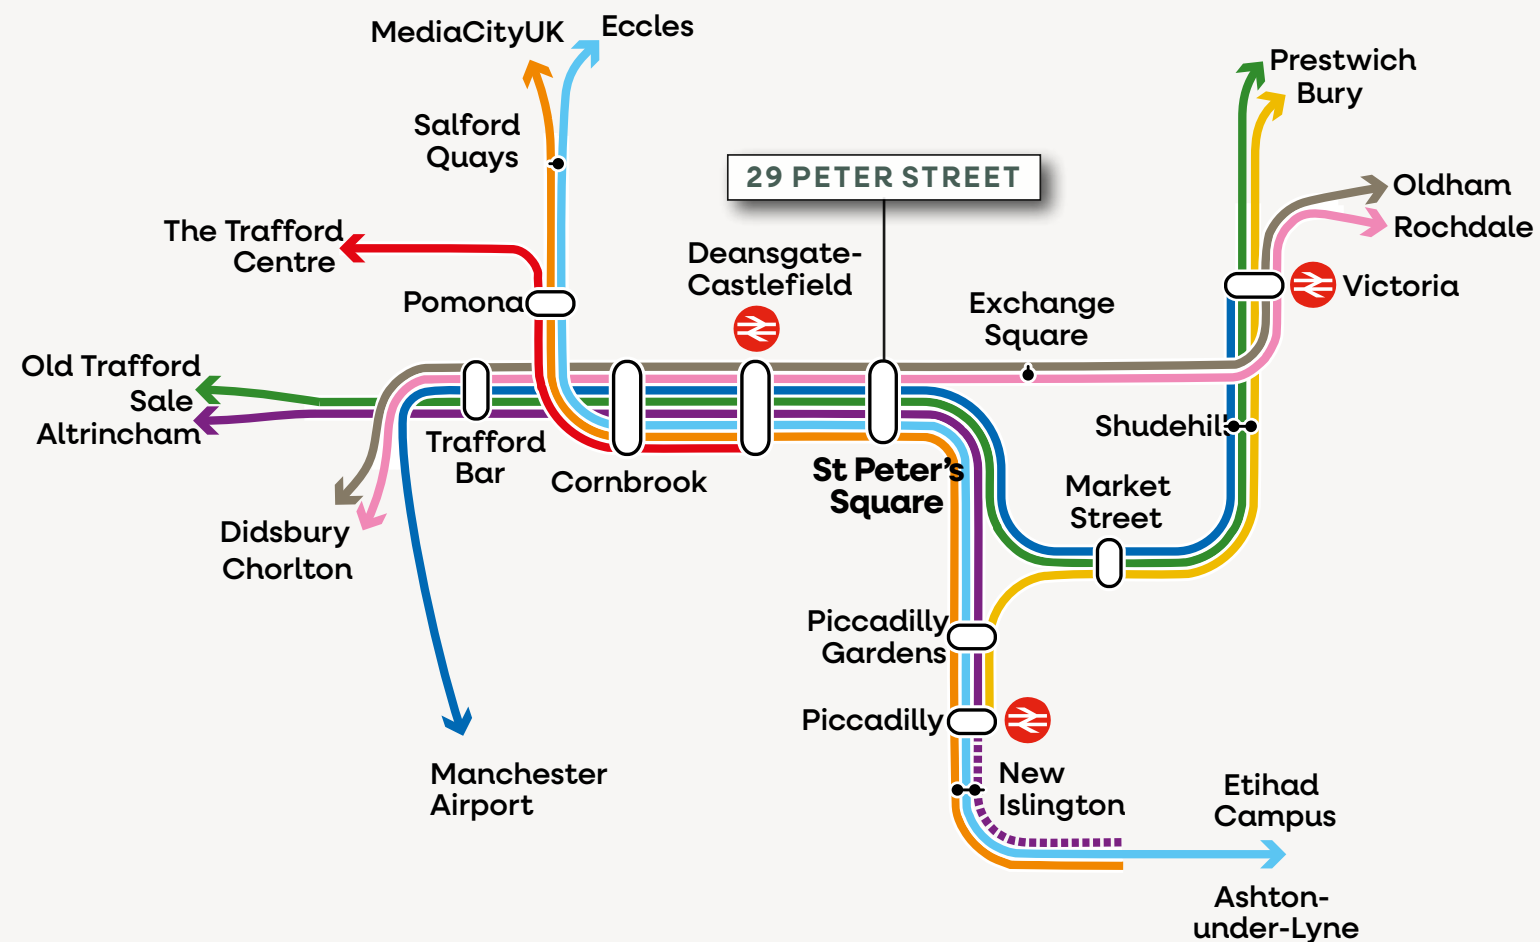 MediaCityUK
Eccles
Prestwich
Bury
Salford
Quays
29 PETER STREET
Oldham
Rochdale
The Trafford
Centre
Deansgate-
Castlefield
Pomona
Exchange
Square
Victoria
Old Trafford
Sale
Altrincham
Trafford
Bar
Cornbrook
St Peter's
Square
Shudehill
Market
Street
Didsbury
Chorlton
Piccadilly
Gardens
Piccadilly
Manchester
Airport
New
Islington
Etihad
Campus
Ashton-
under-Lyne